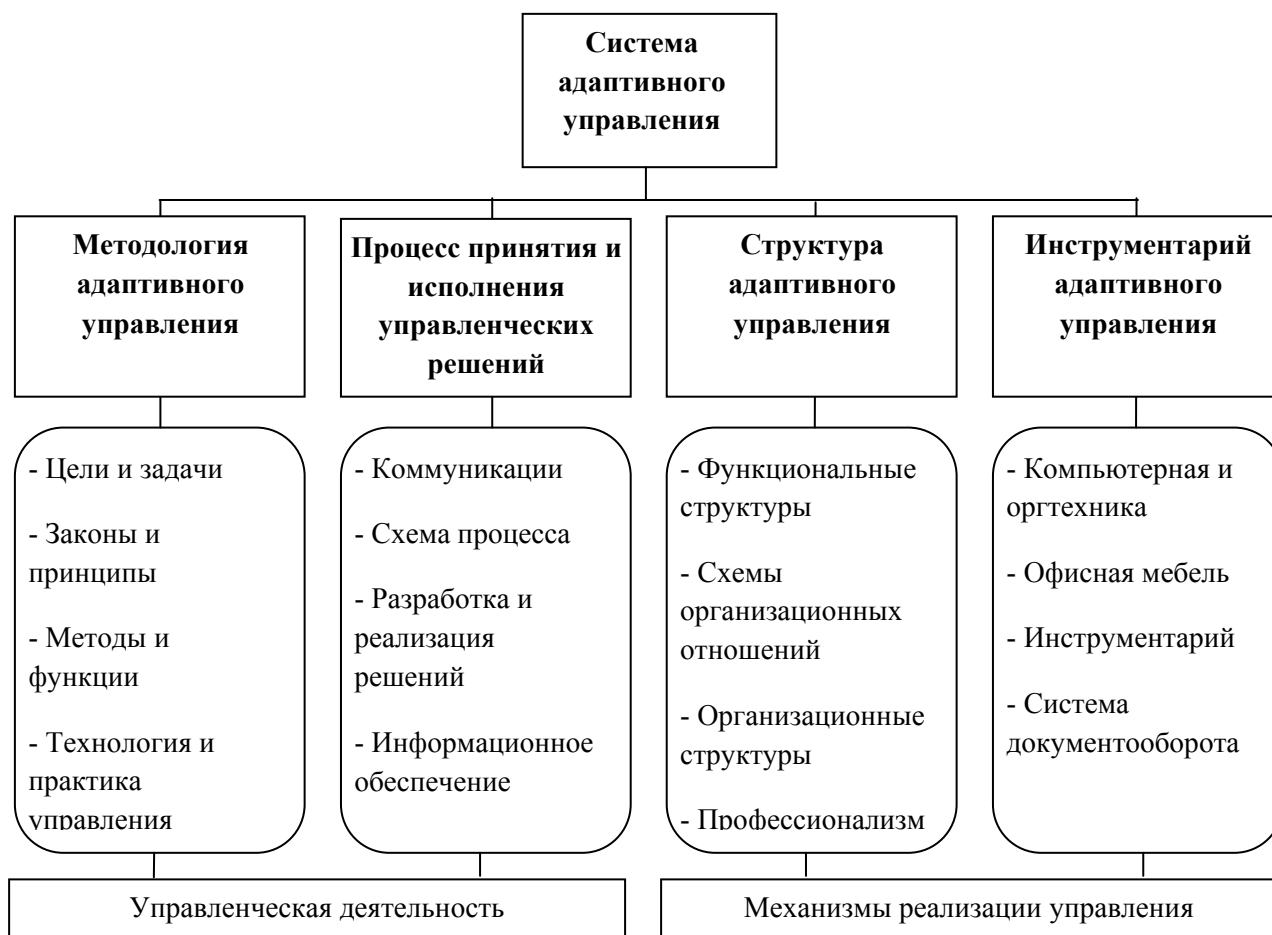 Система
адаптивного
управления
Методология
адаптивного
управления
Процесс принятия и
исполнения
управленческих
решений
Структура
адаптивного
управления
Инструментарий
адаптивного
управления
- Цели и задачи
- Законы и
принципы
- Методы и
функции
- Технология и
практика
управления
- Коммуникации
- Схема процесса
- Разработка и
реализация
решений
- Информационное
обеспечение
- Функциональные
структуры
- Схемы
организационных
отношений
- Организационные
структуры
- Профессионализм
- Компьютерная и
оргтехника
- Офисная мебель
- Инструментарий
- Система
документооборота
Управленческая деятельность
Механизмы реализации управления